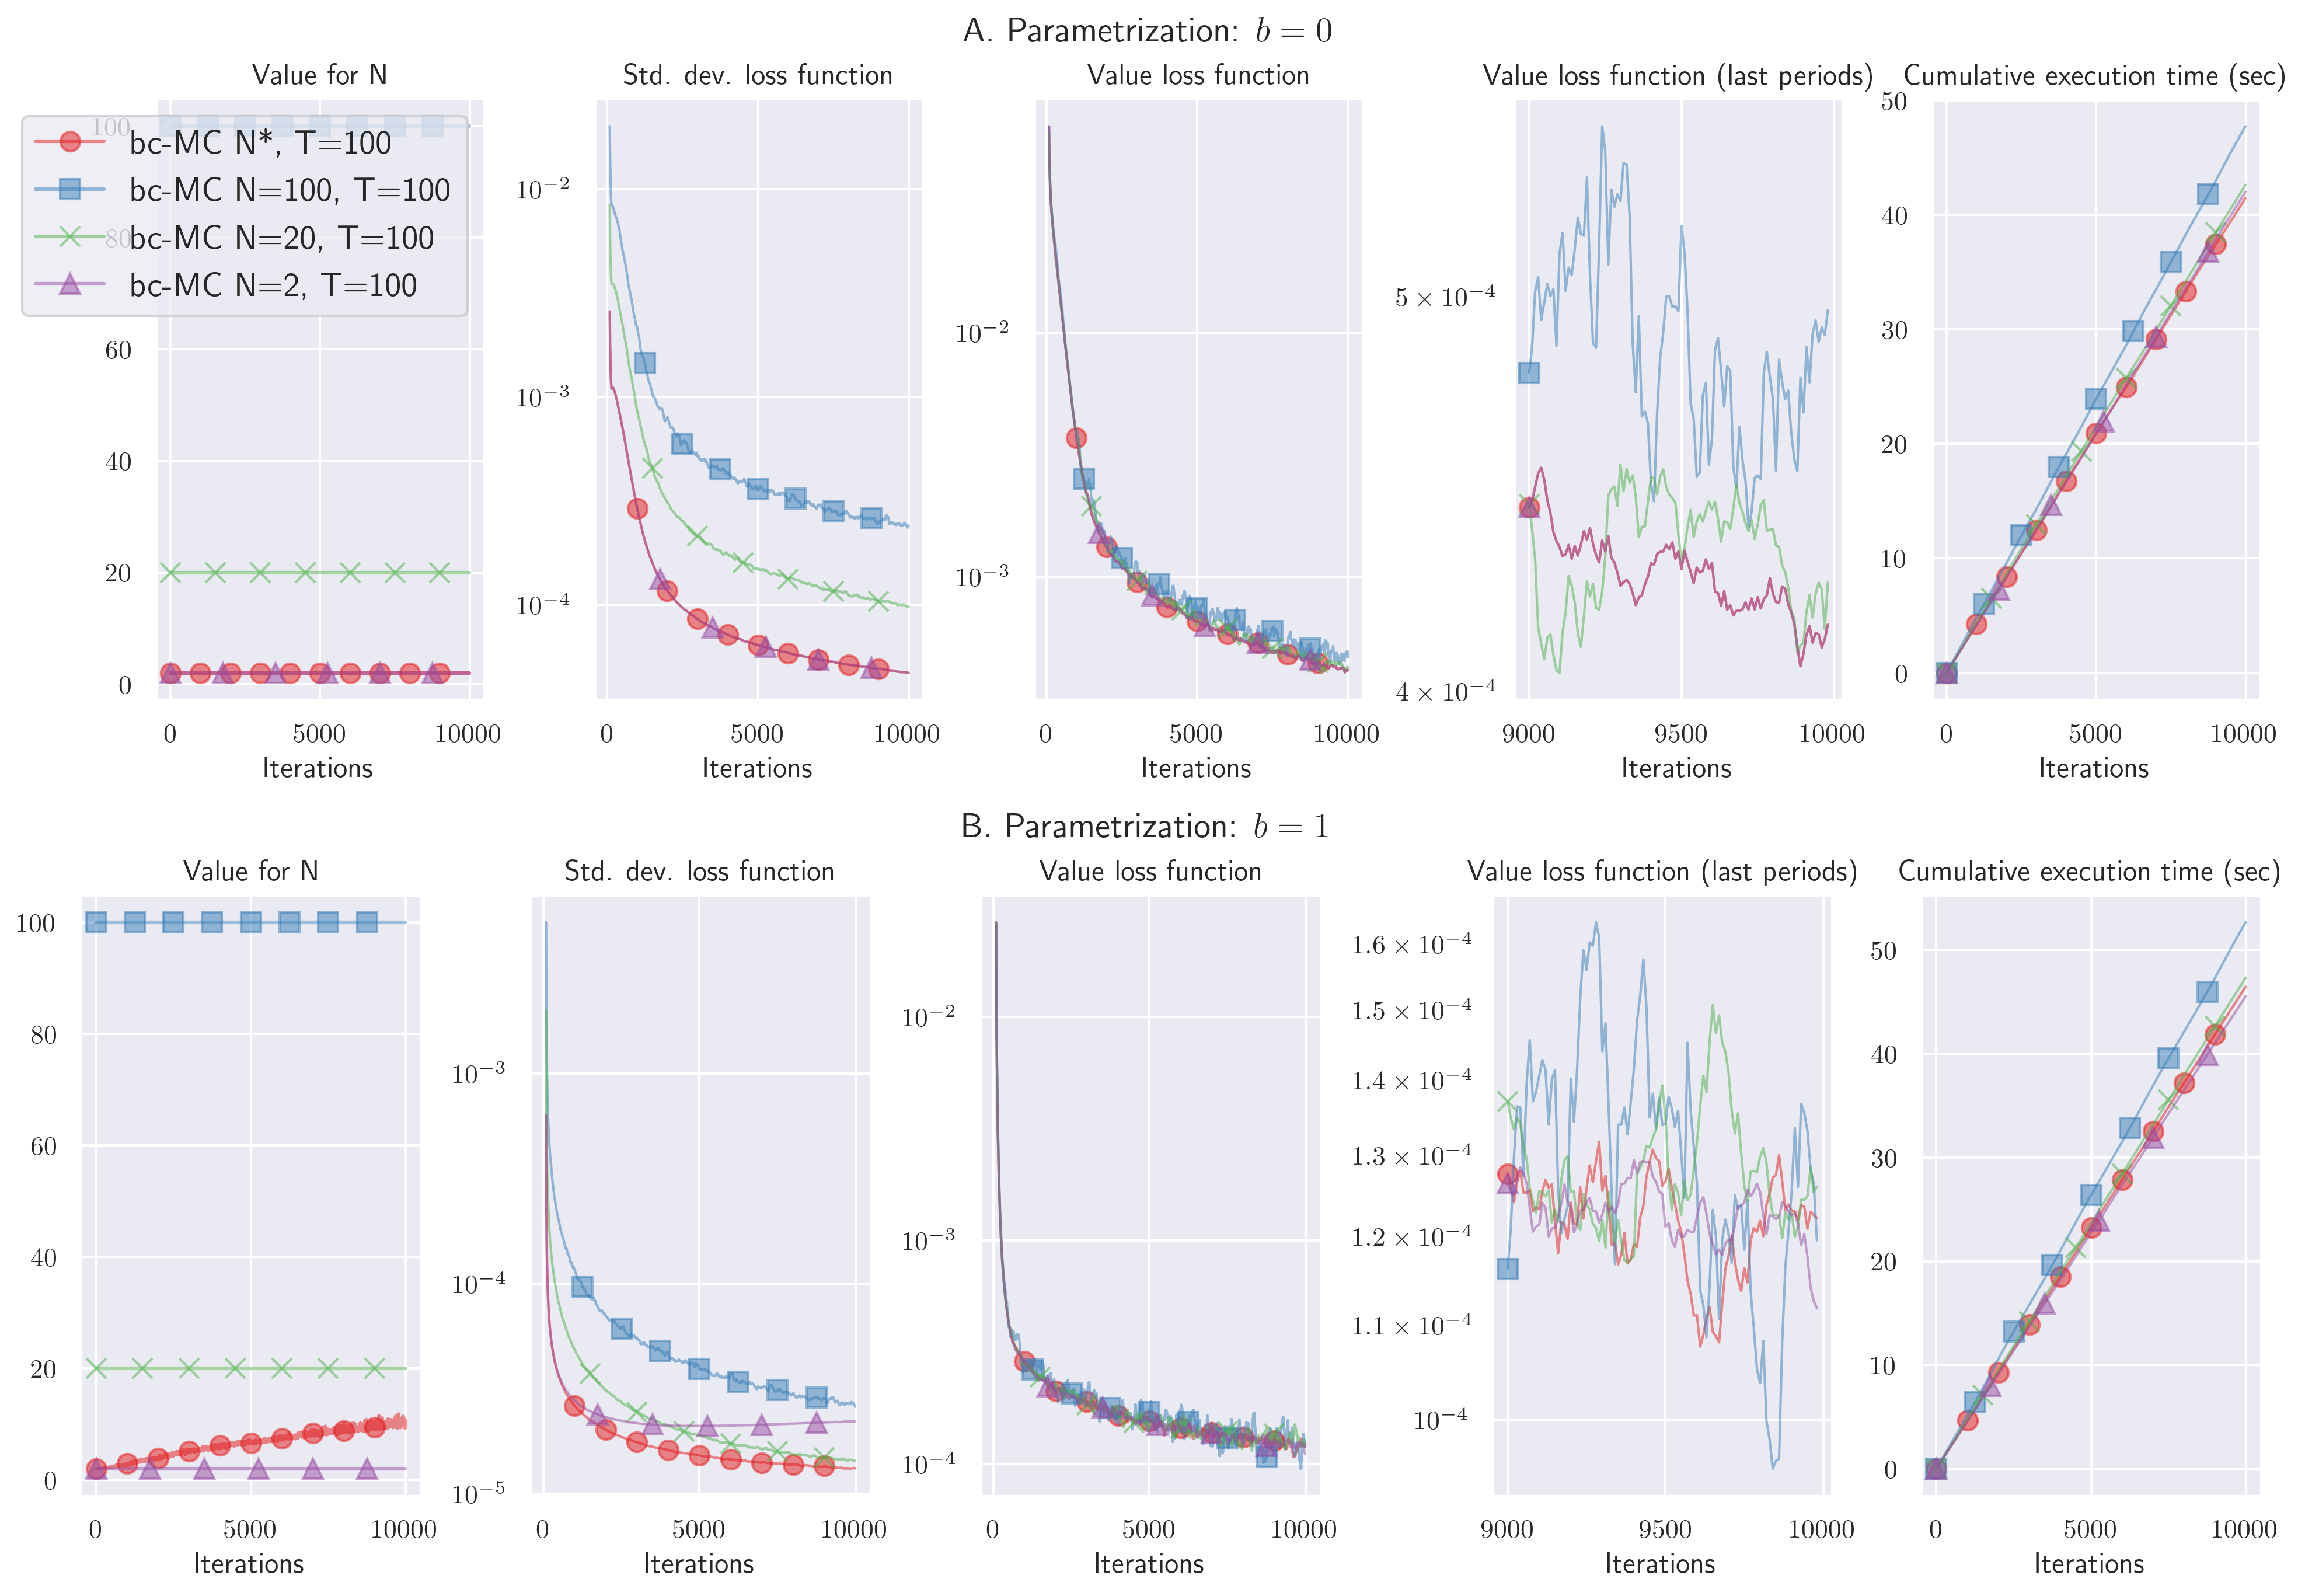 A. Parametrization: b = 0
Value for N
Std. dev. loss function
Value loss function
Value loss function (last periods)
Cumulative execution time (sec)
100
80
60
40
20
0
bc-MC N*, T=100
bc-MC N=100, T=100
bc-MC N=20, T=100
bc-MC N=2, T=100
0 5000 10000
Iterations
10⁻²
10⁻³
10⁻⁴
0 5000 10000
Iterations
10⁻²
10⁻³
0 5000 10000
Iterations
5 × 10⁻⁴
4 × 10⁻⁴
9000 9500 10000
Iterations
50
40
30
20
10
0
0 5000 10000
Iterations
B. Parametrization: b = 1
Value for N
Std. dev. loss function
Value loss function
Value loss function (last periods)
Cumulative execution time (sec)
100
80
60
40
20
0
0 5000 10000
Iterations
10⁻³
10⁻⁴
10⁻⁵
0 5000 10000
Iterations
10⁻²
10⁻³
10⁻⁴
0 5000 10000
Iterations
1.6 × 10⁻⁴
1.5 × 10⁻⁴
1.4 × 10⁻⁴
1.3 × 10⁻⁴
1.2 × 10⁻⁴
1.1 × 10⁻⁴
10⁻⁴
9000 9500 10000
Iterations
50
40
30
20
10
0
0 5000 10000
Iterations